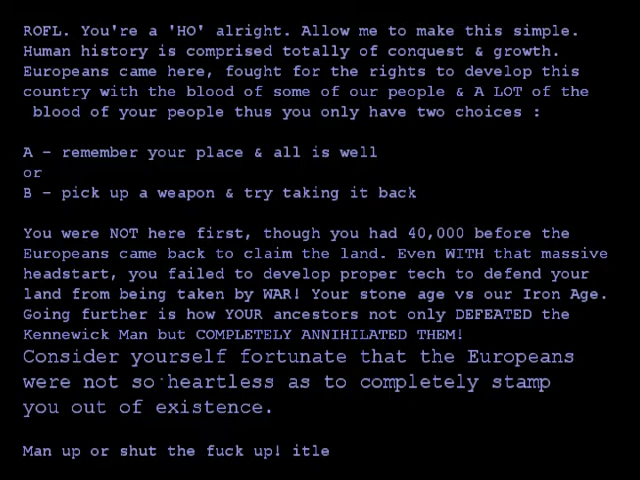 ROFL. You're a 'HO' alright. Allow me to make this simple.
Human history is comprised totally of conquest & growth.
Europeans came here, fought for the rights to develop this
country with the blood of some of our people & A LOT of the
blood of your people thus you only have two choices :
A - remember your place & all is well
or
B - pick up a weapon & try taking it back
You were NOT here first, though you had 40,000 before the
Europeans came back to claim the land. Even WITH that massive
headstart, you failed to develop proper tech to defend your
land from being taken by WAR! Your stone age vs our Iron Age.
Going further is how YOUR ancestors not only DEFEATED the
Kennewick Man but COMPLETELY ANNIHILATED THEM!
Consider yourself fortunate that the Europeans
were not so heartless as to completely stamp
you out of existence.
Man up or shut the fuck up! itle